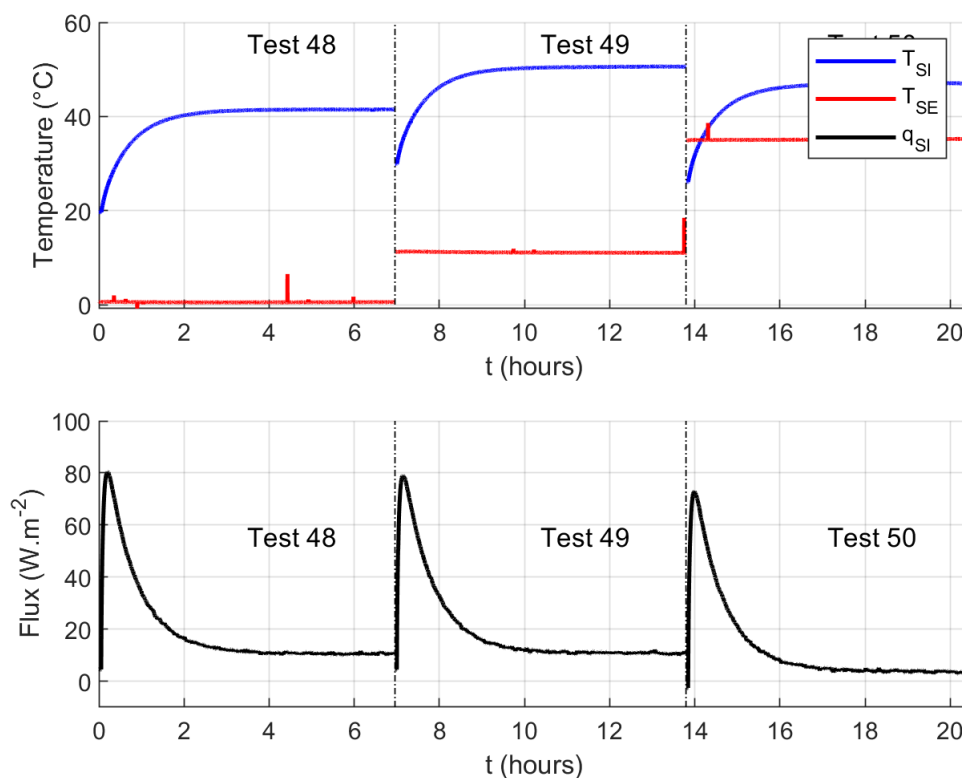 60
40
20
0
Temperature (°C)
Test 48
Test 49
T_SI
T_SE
q_SI
0 2 4 6 8 10 12 14 16 18 20
t (hours)
100
80
60
40
20
0
Flux (W.m⁻²)
Test 48
Test 49
Test 50
0 2 4 6 8 10 12 14 16 18 20
t (hours)